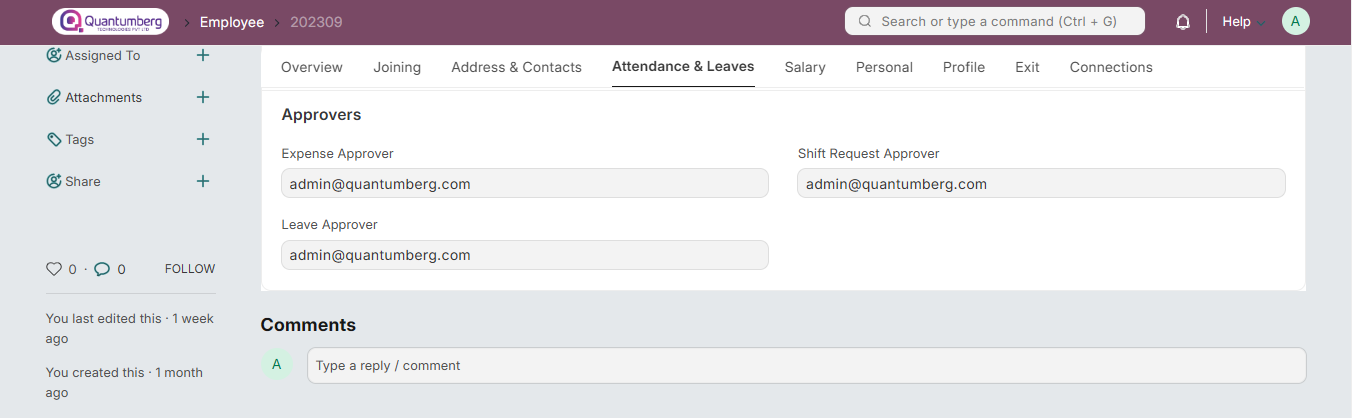 Quantumberg
TECHNOLOGIES PVT LTD
Employee
202309
Search or type a command (Ctrl + G)
Help
A
Assigned To
Attachments
Tags
Share
0 · 0 FOLLOW
You last edited this · 1 week
ago
You created this · 1 month
ago
Overview Joining Address & Contacts Attendance & Leaves Salary Personal Profile Exit Connections
Approvers
Expense Approver
admin@quantumberg.com
Shift Request Approver
admin@quantumberg.com
Leave Approver
admin@quantumberg.com
Comments
A
Type a reply / comment